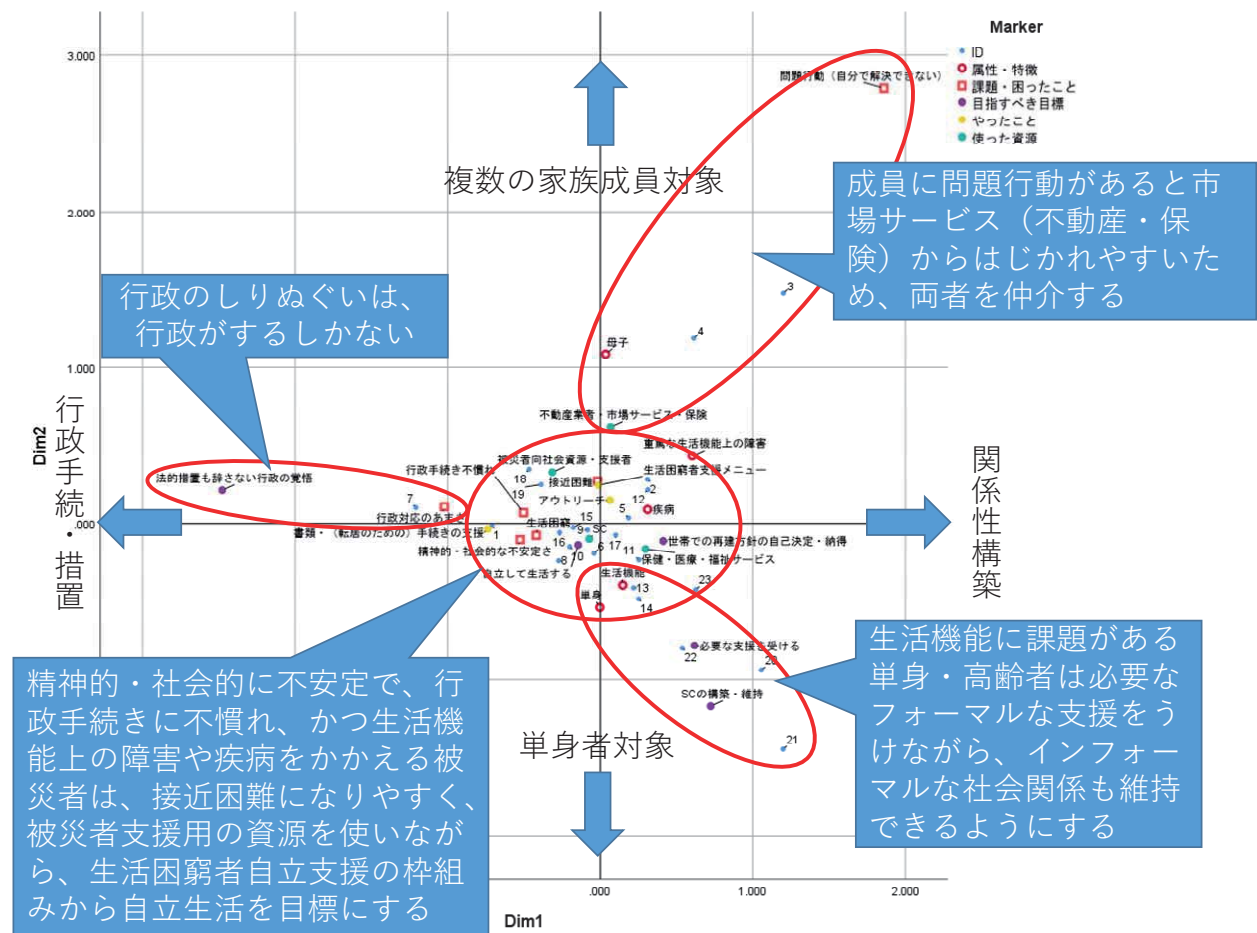 Marker
ID
属性・特徴
課題・困ったこと
目指すべき目標
やったこと
使った資源
3.000
2.000
1.000
.000
Dim2
問題行動（自分で解決できない）
複数の家族成員対象
成員に問題行動があると市
場サービス（不動産・保
険）からはじかれやすいた
め、両者を仲介する
行政のしりぬぐいは、
行政がするしかない
3
4
母子
不動産業者・市場サービス・保険
重篤な生活機能上の障害
被災者向社会資源・支援者
行政手続き不慣れ
18
接近困難
生活困窮者支援メニュー
19
2
アウトリーチ
12
5
疾病
法的措置も辞さない行政の覚悟
7
行政対応のあまさ
15
生活困窮
9
SC
書類・（転居のための）手続きの支援
1
16
17
世帯での再建方針の自己決定・納得
精神的・社会的な不安定さ
10
6
11
保健・医療・福祉サービス
8
自立して生活する
生活機能
23
13
単身
14
行政手続・措置
関係性構築
必要な支援を受ける
22
20
SCの構築・維持
21
単身者対象
生活機能に課題がある
単身・高齢者は必要な
フォーマルな支援をう
けながら、インフォー
マルな社会関係も維持
できるようにする
精神的・社会的に不安定で、行
政手続きに不慣れ、かつ生活機
能上の障害や疾病をかかえる被
災者は、接近困難になりやすく、
被災者支援用の資源を使いなが
ら、生活困窮者自立支援の枠組
みから自立生活を目標にする
.000
1.000
2.000
Dim1